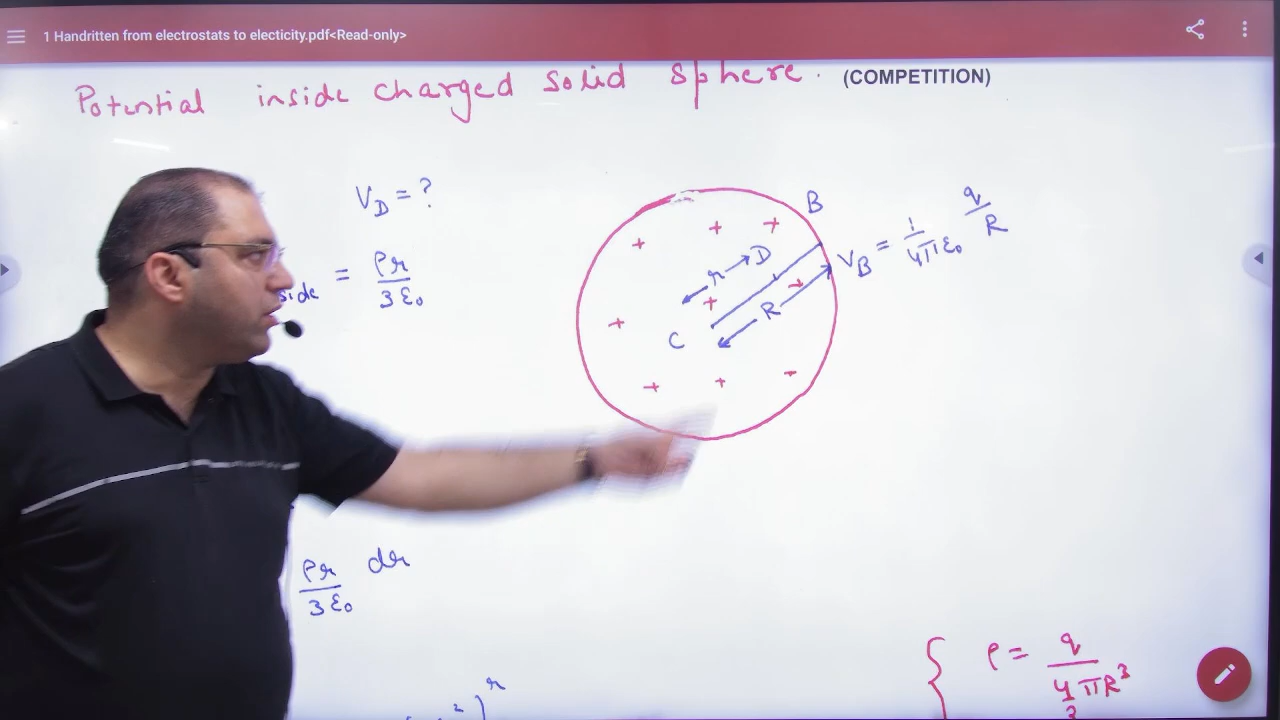 1 Handritten from electrostats to electicity.pdf<Read-only>
Potential inside charged solid sphere. (COMPETITION)
V_D = ?
side = ρr/3ε₀
B
V_B = 1/4πε₀ q/R
r D
R
C
ρr/3ε₀ dr
ρ = q/(4/3 πR³)
²)^r